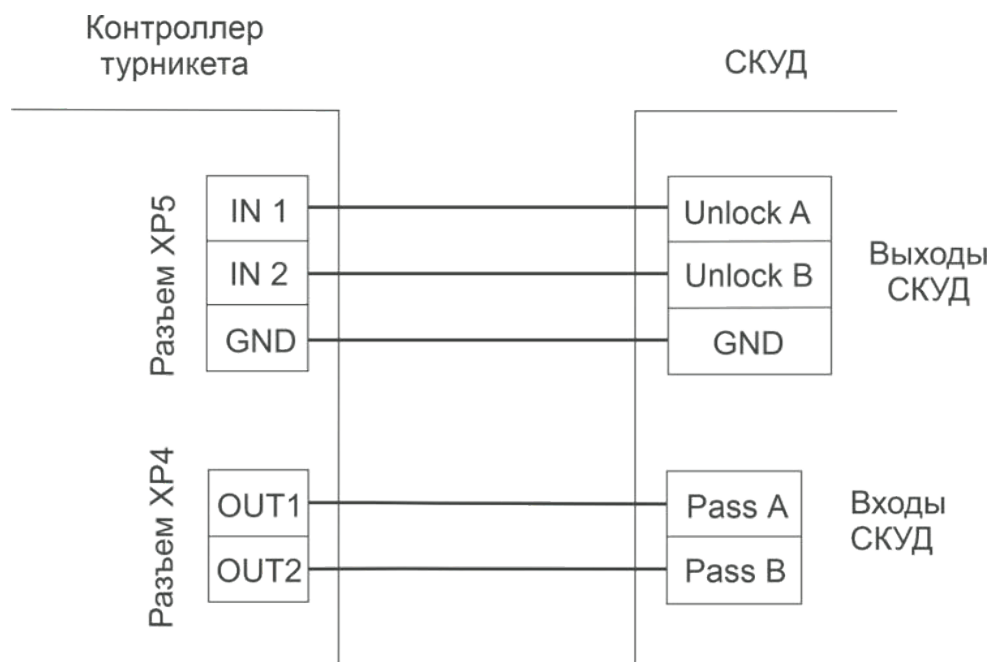 Контроллер
турникета
СКУД
Разъем XP5
IN 1
IN 2
GND
Unlock A
Unlock B
GND
Выходы
СКУД
Разъем XP4
OUT1
OUT2
Pass A
Pass B
Входы
СКУД